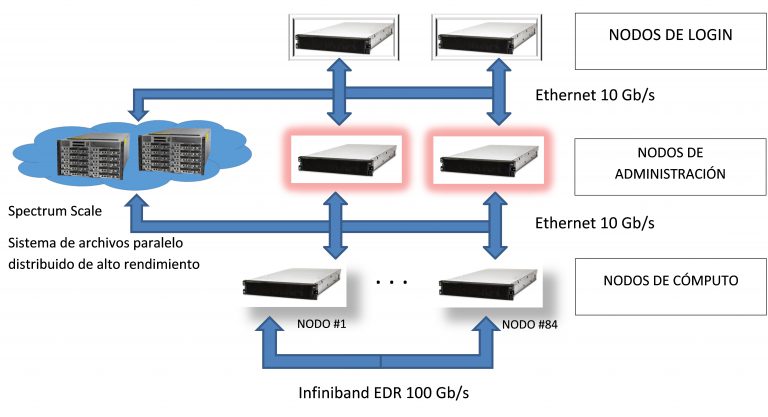 NODOS DE LOGIN
Ethernet 10 Gb/s
NODOS DE
ADMINISTRACIÓN
Spectrum Scale
Ethernet 10 Gb/s
Sistema de archivos paralelo
distribuido de alto rendimiento
NODOS DE CÓMPUTO
. . .
NODO #1
NODO #84
Infiniband EDR 100 Gb/s